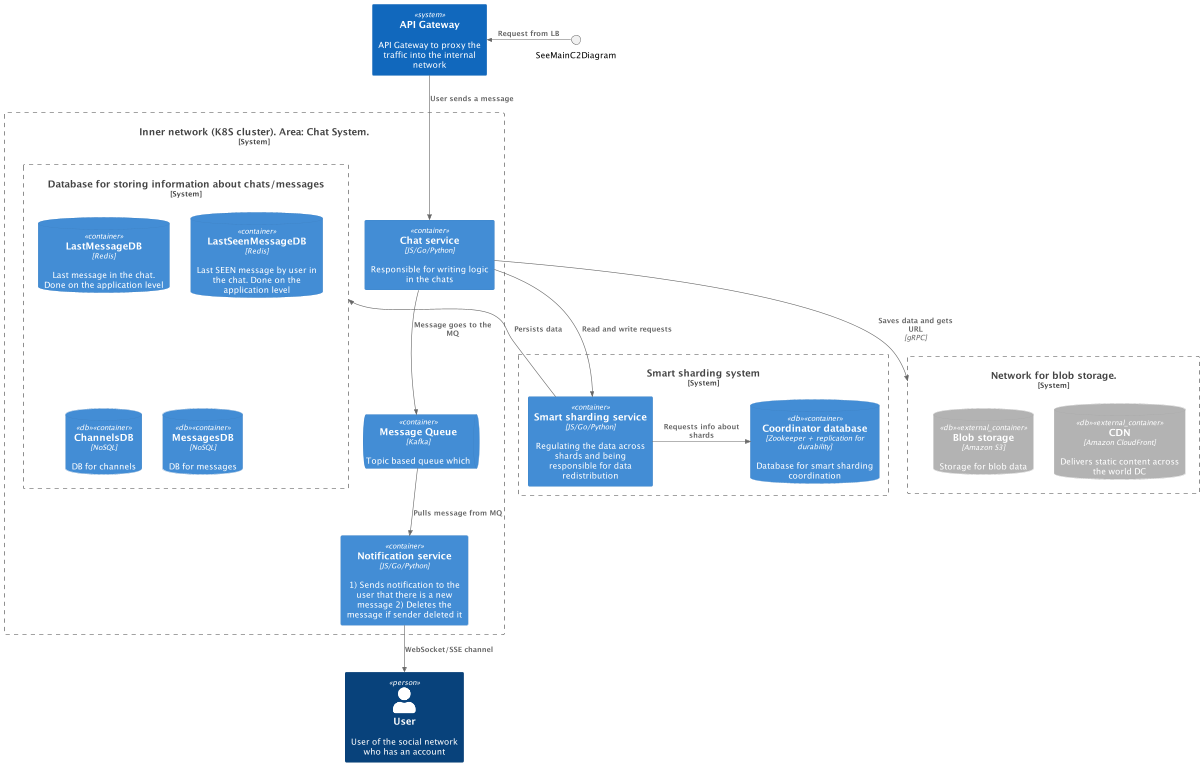 «system»
API Gateway
API Gateway to proxy the
traffic into the internal
network
Request from LB
SeeMainC2Diagram
User sends a message
Inner network (K8S cluster). Area: Chat System.
[System]
Database for storing information about chats/messages
[System]
«container»
LastMessageDB
[Redis]
Last message in the chat.
Done on the application level
«container»
LastSeenMessageDB
[Redis]
Last SEEN message by user in
the chat. Done on the
application level
«container»
Chat service
[JS/Go/Python]
Responsible for writing logic
in the chats
Message goes to the
MQ
Persists data
Read and write requests
Saves data and gets
URL
[gRPC]
«db»«container»
ChannelsDB
[NoSQL]
DB for channels
«db»«container»
MessagesDB
[NoSQL]
DB for messages
«container»
Message Queue
[Kafka]
Topic based queue which
Smart sharding system
[System]
«container»
Smart sharding service
[JS/Go/Python]
Regulating the data across
shards and being
responsible for data
redistribution
Requests info about
shards
«db»«container»
Coordinator database
[Zookeeper + replication for
durability]
Database for smart sharding
coordination
Network for blob storage.
[System]
«db»«external_container»
Blob storage
[Amazon S3]
Storage for blob data
«db»«external_container»
CDN
[Amazon CloudFront]
Delivers static content across
the world DC
Pulls message from MQ
«container»
Notification service
[JS/Go/Python]
1) Sends notification to the
user that there is a new
message 2) Deletes the
message if sender deleted it
WebSocket/SSE channel
«person»
User
User of the social network
who has an account